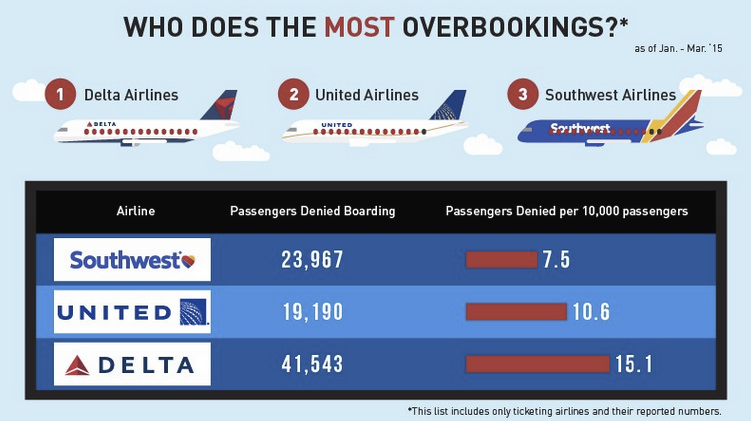 WHO DOES THE MOST OVERBOOKINGS?*
as of Jan. - Mar. '15
1 Delta Airlines
2 United Airlines
3 Southwest Airlines
DELTA
UNITED
Southwest
Airline Passengers Denied Boarding Passengers Denied per 10,000 passengers
Southwest 23,967 7.5
UNITED 19,190 10.6
DELTA 41,543 15.1
*This list includes only ticketing airlines and their reported numbers.